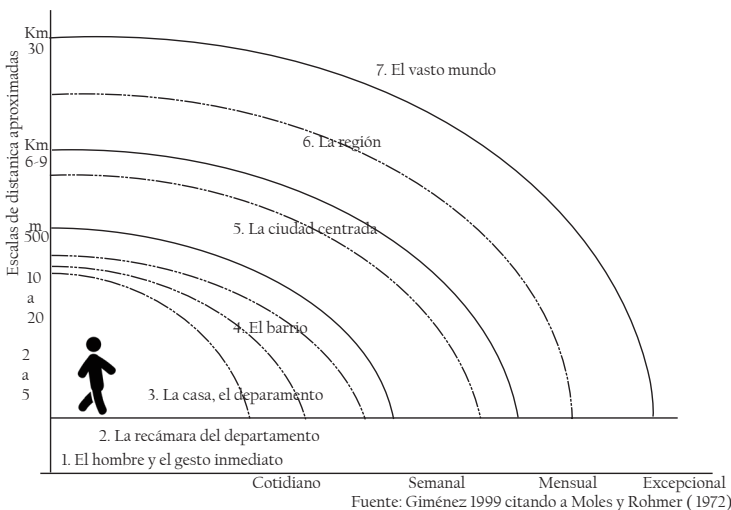 Escalas de distanica aproximadas
Km
30
Km
6-9
m
500
10
a
20
2
a
5
7. El vasto mundo
6. La región
5. La ciudad centrada
4. El barrio
3. La casa, el deparamento
2. La recámara del departamento
1. El hombre y el gesto inmediato
Cotidiano Semanal Mensual Excepcional
Fuente: Giménez 1999 citando a Moles y Rohmer ( 1972)